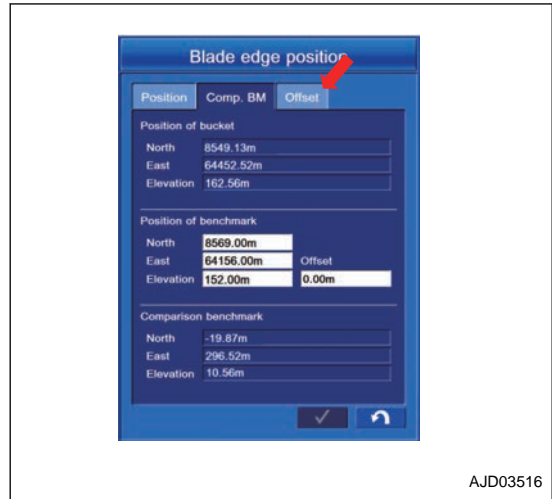 Blade edge position
Position Comp. BM Offset
Position of bucket
North 8549.13m
East 64452.52m
Elevation 162.56m
Position of benchmark
North 8569.00m
East 64156.00m Offset
Elevation 152.00m 0.00m
Comparison benchmark
North -19.87m
East 296.52m
Elevation 10.56m
AJD03516